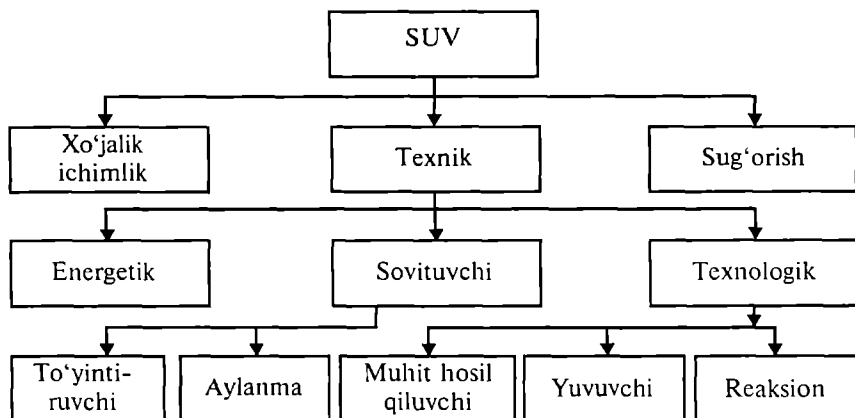 SUV
Xo‘jalik
ichimlik
Texnik
Sug‘orish
Energetik
Sovituvchi
Texnologik
To‘yinti-
ruvchi
Aylanma
Muhit hosil
qiluvchi
Yuvuvchi
Reaksion